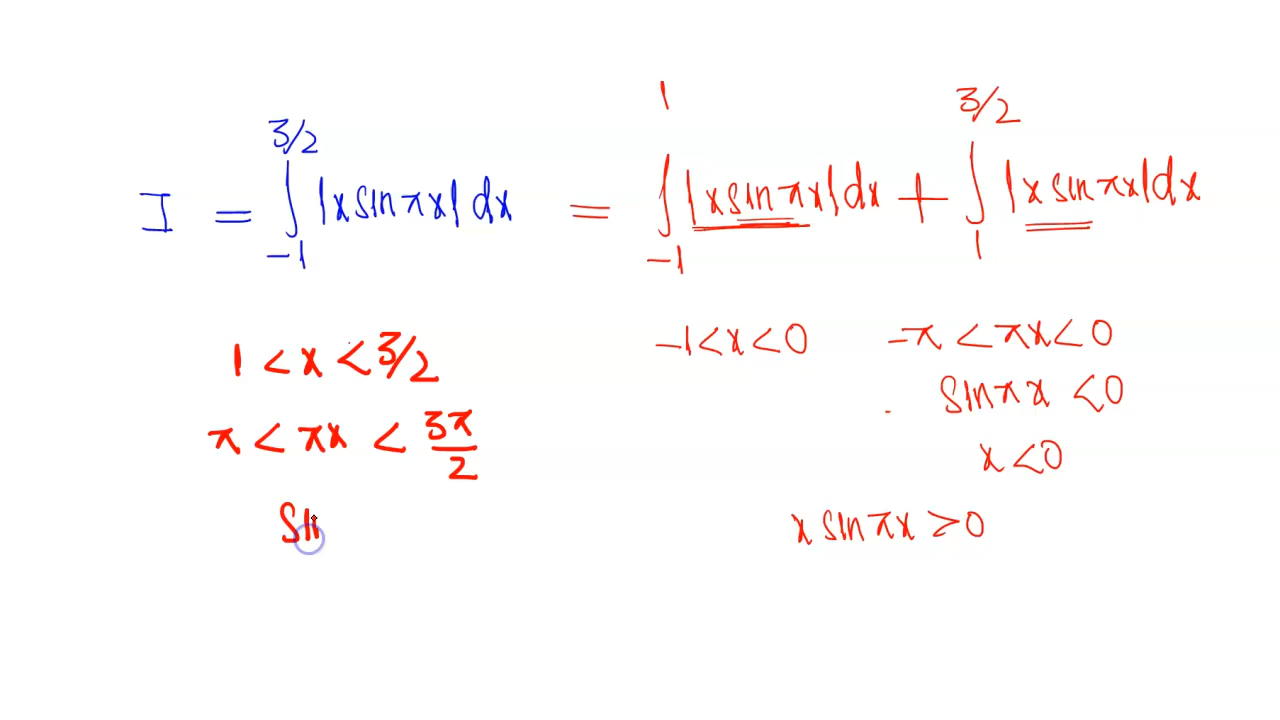 I = ∫_{-1}^{3/2} |x sin πx| dx = ∫_{-1}^{1} |x sin πx| dx + ∫_{1}^{3/2} |x sin πx| dx
1 < x < 3/2
π < πx < 3π/2
SI
-1 < x < 0
-π < πx < 0
sin πx < 0
x < 0
x sin πx > 0